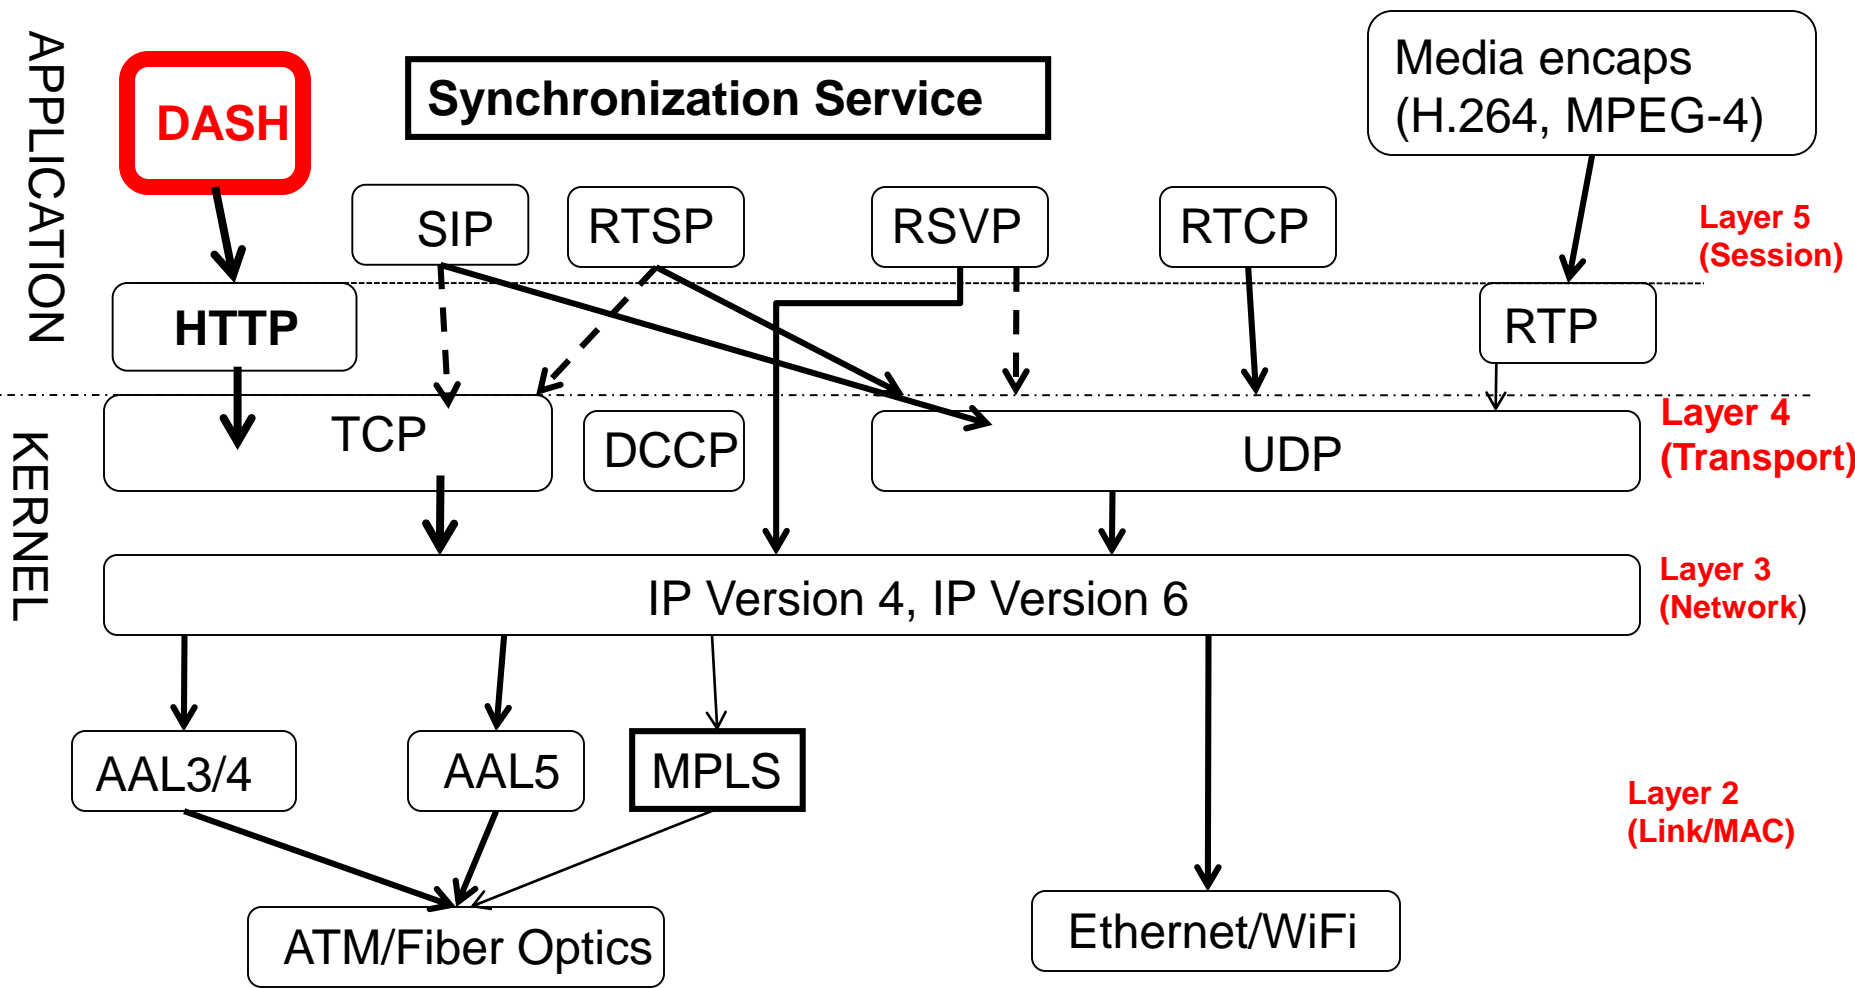 APPLICATION
DASH
Synchronization Service
Media encaps
(H.264, MPEG-4)
SIP
RTSP
RSVP
RTCP
Layer 5
(Session)
HTTP
RTP
KERNEL
TCP
DCCP
UDP
Layer 4
(Transport)
IP Version 4, IP Version 6
Layer 3
(Network)
AAL3/4
AAL5
MPLS
Layer 2
(Link/MAC)
ATM/Fiber Optics
Ethernet/WiFi